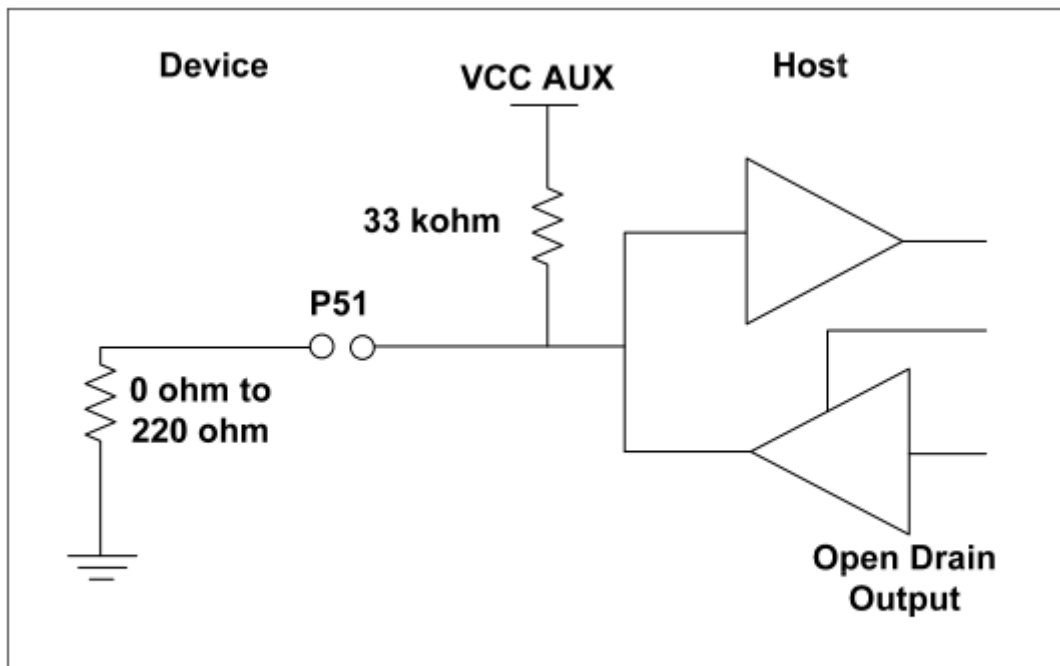 Device
VCC AUX
Host
33 kohm
P51
0 ohm to
220 ohm
Open Drain
Output